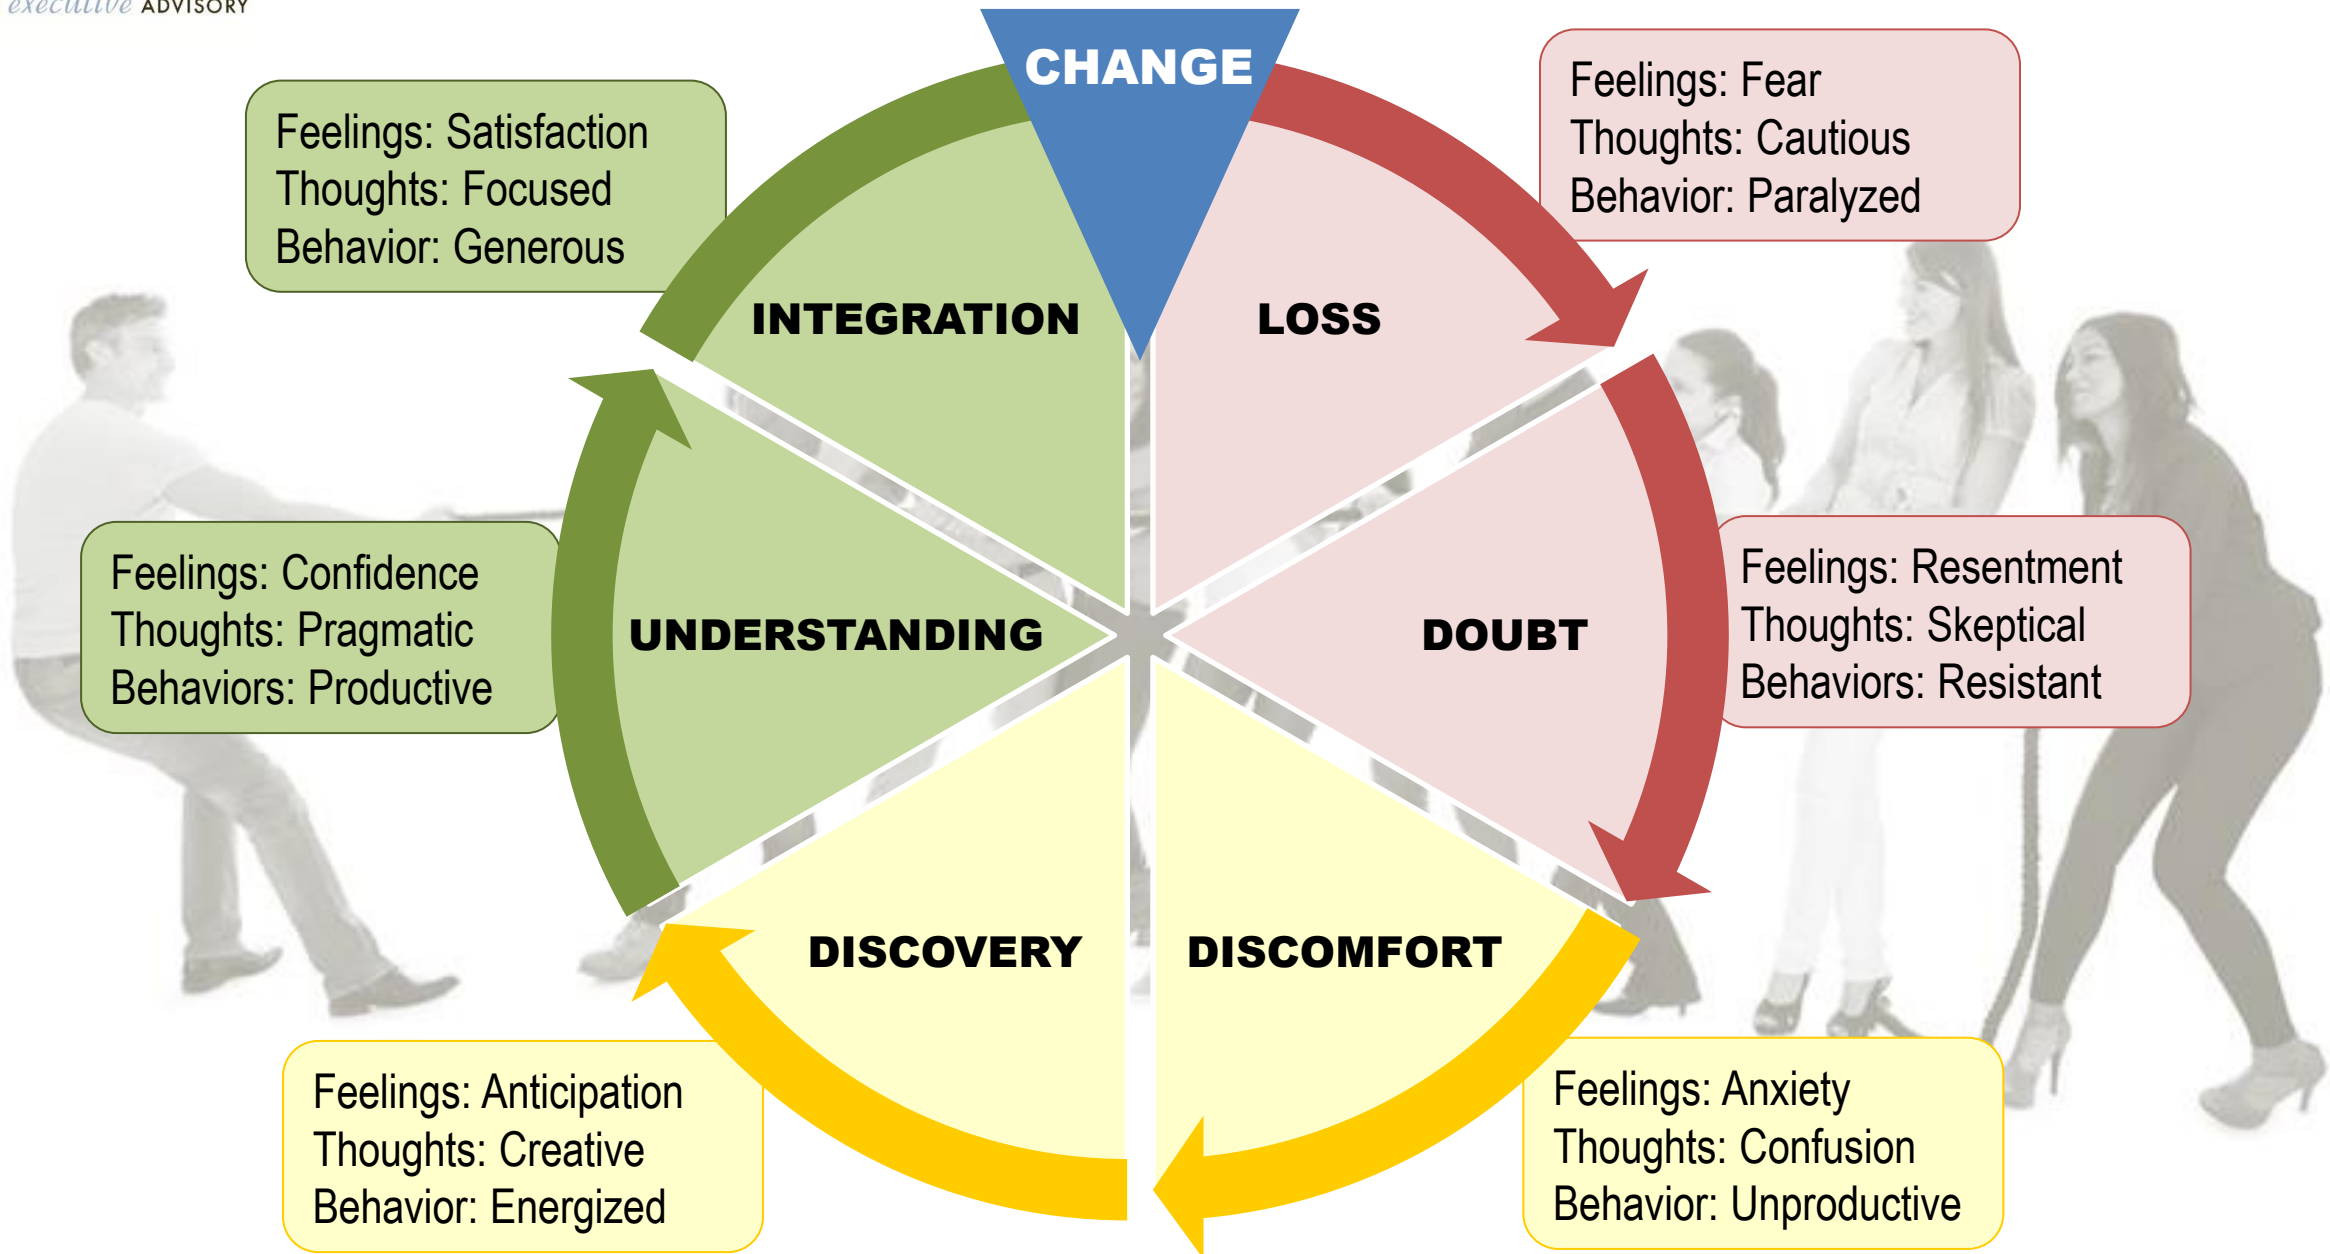 executive ADVISORY
CHANGE
Feelings: Fear
Thoughts: Cautious
Behavior: Paralyzed
LOSS
Feelings: Resentment
Thoughts: Skeptical
Behaviors: Resistant
DOUBT
Feelings: Anxiety
Thoughts: Confusion
Behavior: Unproductive
DISCOMFORT
Feelings: Anticipation
Thoughts: Creative
Behavior: Energized
DISCOVERY
Feelings: Confidence
Thoughts: Pragmatic
Behaviors: Productive
UNDERSTANDING
Feelings: Satisfaction
Thoughts: Focused
Behavior: Generous
INTEGRATION